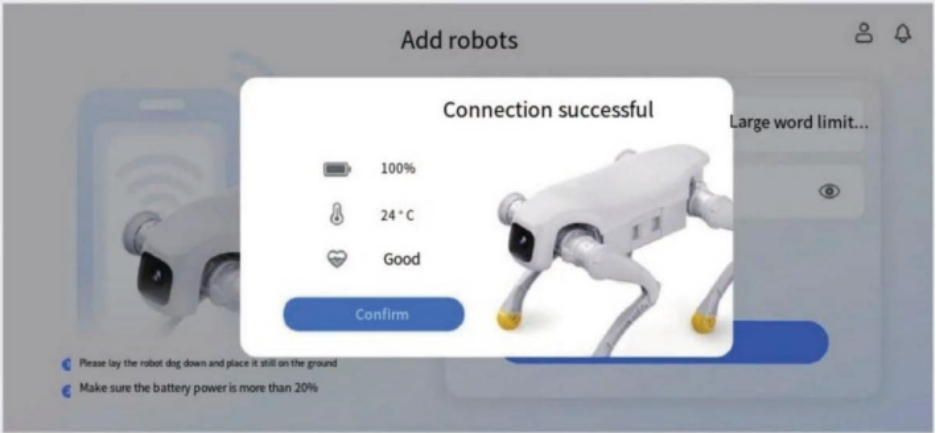 Add robots
Connection successful
Large word limit...
100%
24°C
Good
Confirm
Please lay the robot dog down and place it still on the ground
Make sure the battery power is more than 20%